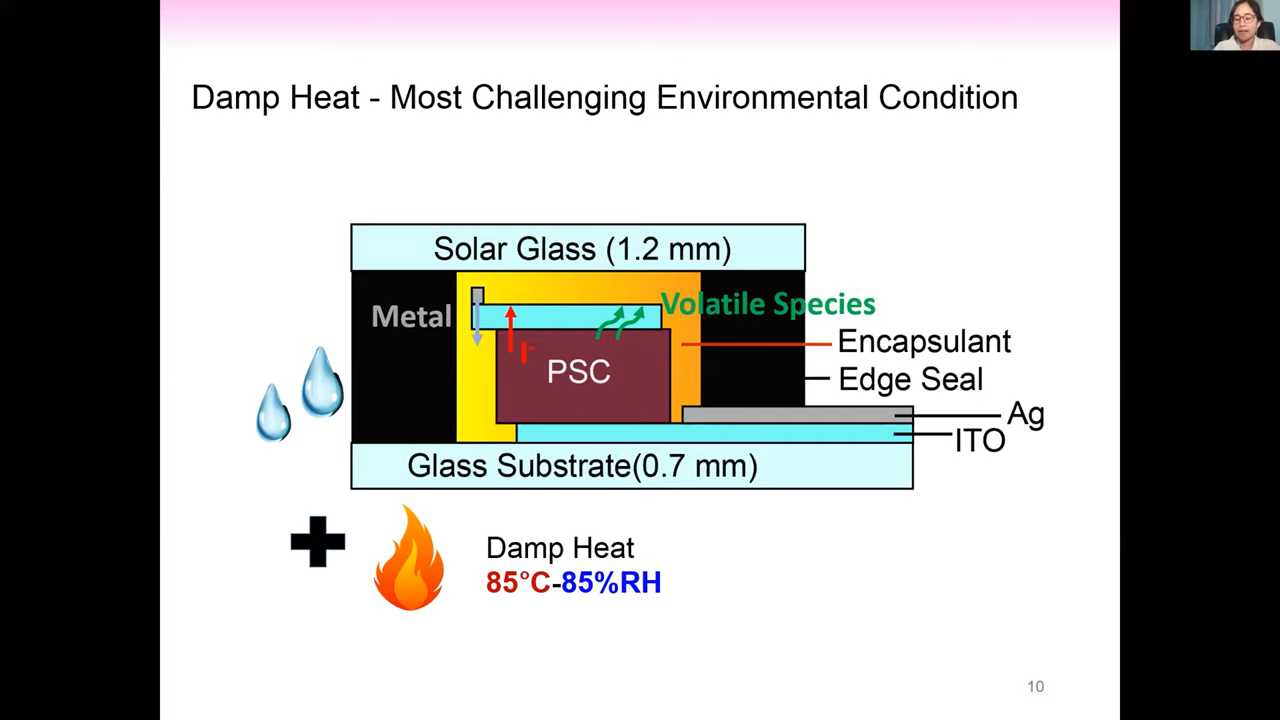 Damp Heat - Most Challenging Environmental Condition
Solar Glass (1.2 mm)
Metal
Volatile Species
I-
PSC
Encapsulant
Edge Seal
Ag
ITO
Glass Substrate(0.7 mm)
Damp Heat
85°C-85%RH
10